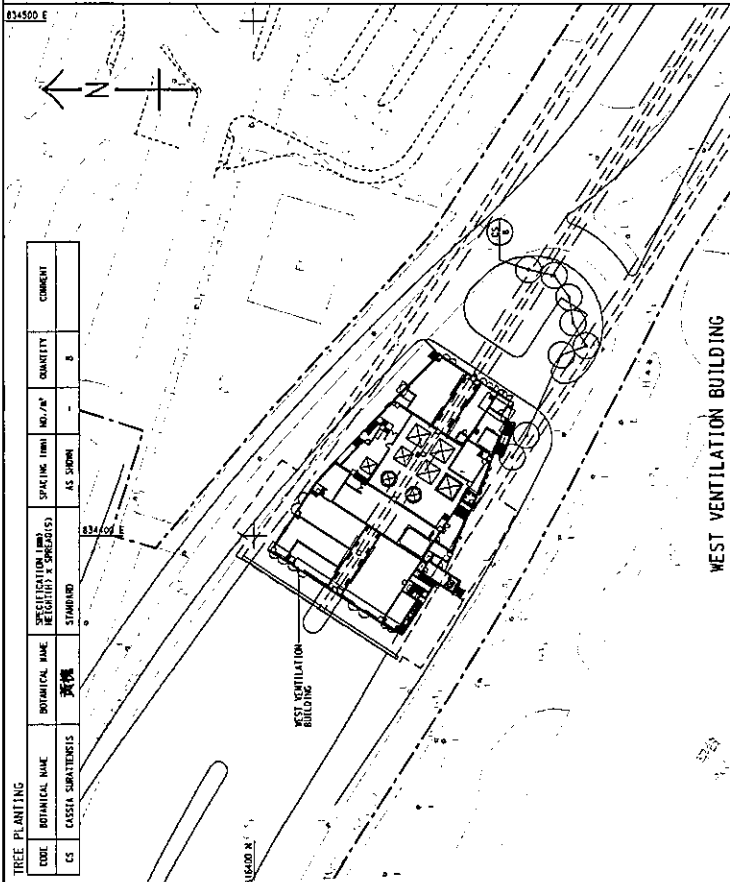 TREE PLANTING
CODE BOTANICAL NAME BOTANICAL NAME SPECIFICATION (mm) HEIGHT(H) x SPREAD(S) SPACING (mm) NO./M² QUANTITY COMMENT
CS CASSIA SURATTENSIS 黃槐 STANDARD AS SHOWN - 8
834500 E
N
834400 E
CS
8
WEST VENTILATION
BUILDING
WEST VENTILATION BUILDING